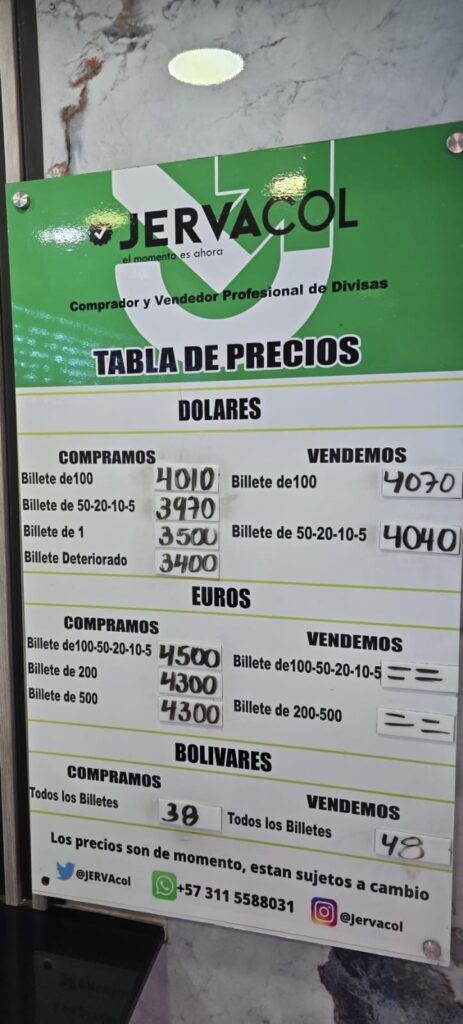 JERVACOL
el momento es ahora
Comprador y Vendedor Profesional de Divisas
TABLA DE PRECIOS
DOLARES
COMPRAMOS VENDEMOS
Billete de100 4010 Billete de100 4070
Billete de 50-20-10-5 3970
Billete de 1 3500 Billete de 50-20-10-5 4040
Billete Deteriorado 3400
EUROS
COMPRAMOS VENDEMOS
Billete de100-50-20-10-5 4500 Billete de100-50-20-10-5 = =
Billete de 200 4300
Billete de 500 4300 Billete de 200-500 = =
BOLIVARES
COMPRAMOS VENDEMOS
Todos los Billetes 38 Todos los Billetes 48
Los precios son de momento, estan sujetos a cambio
@JERVAcol +57 311 5588031 @Jervacol